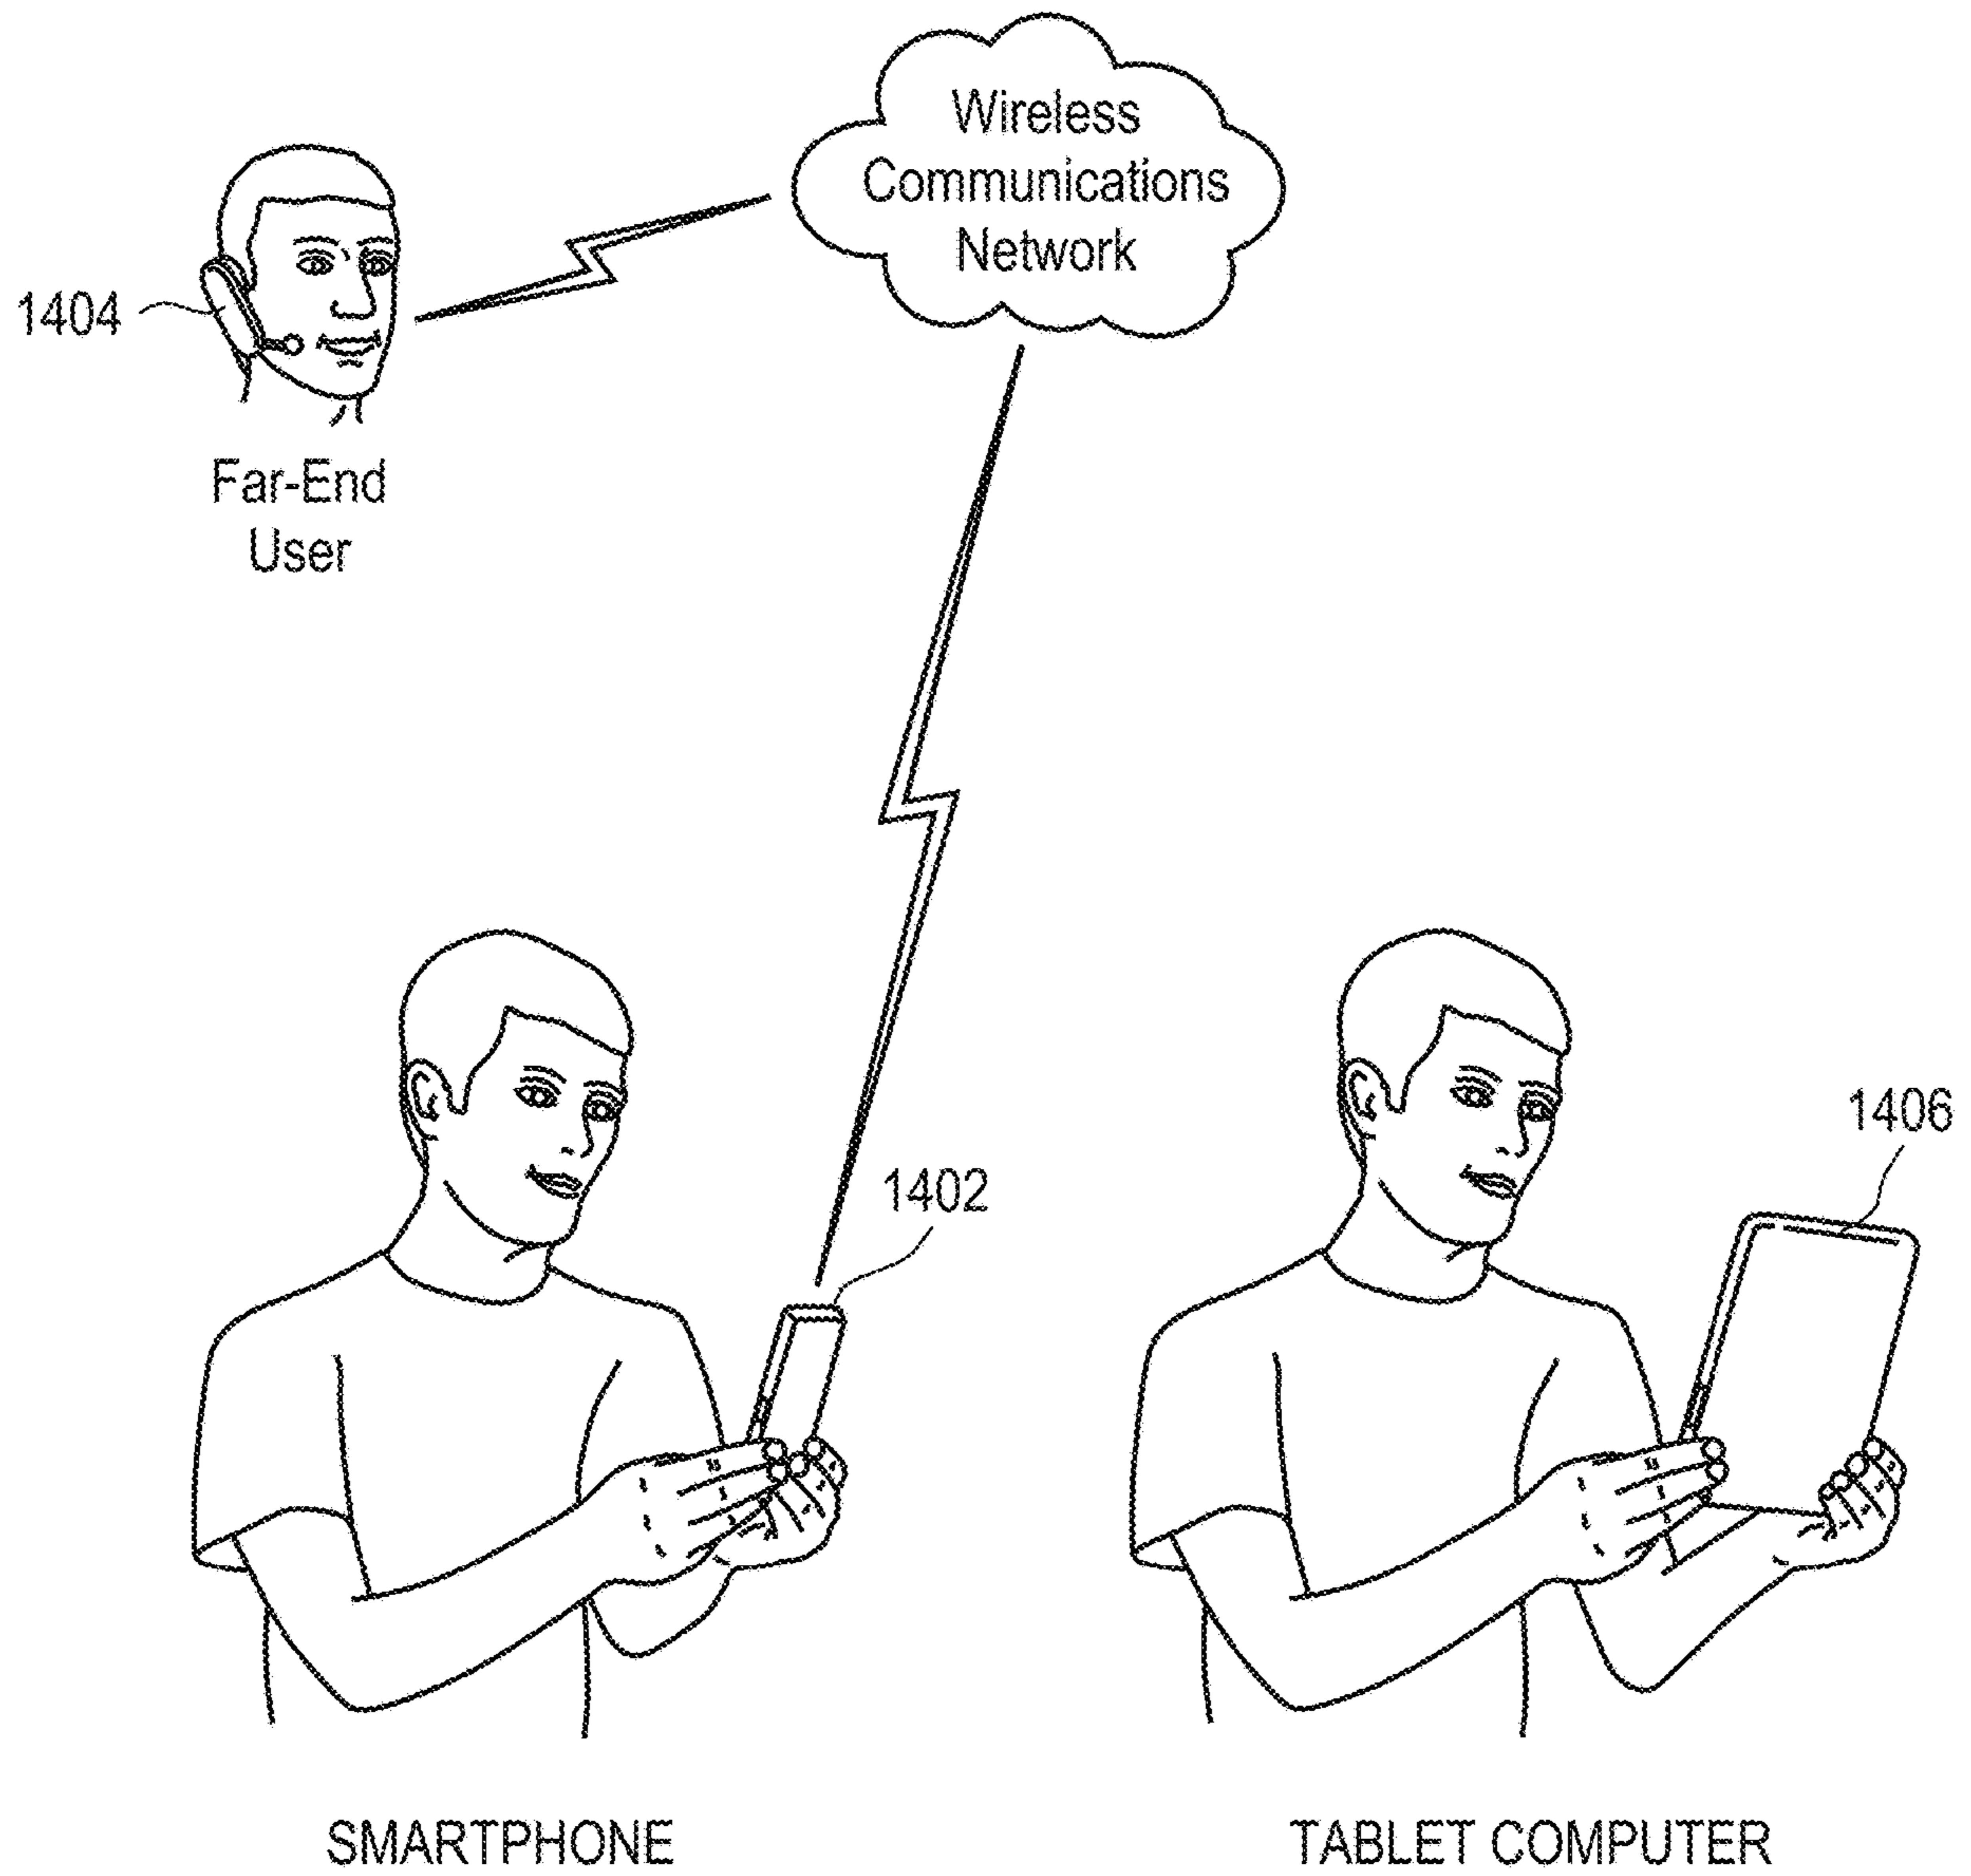 Wireless
Communications
Network
1404
Far-End
User
1402
1406
SMARTPHONE
TABLET COMPUTER